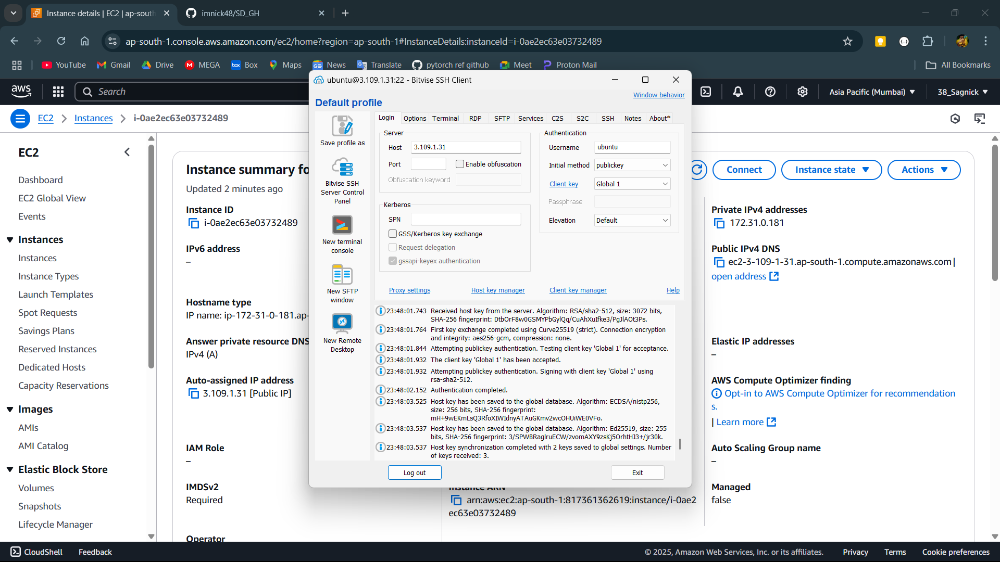 Instance details | EC2 | ap-south
imnick48/SD_GH
ap-south-1.console.aws.amazon.com/ec2/home?region=ap-south-1#InstanceDetails:instanceId=i-0ae2ec63e03732489
YouTube
Gmail
Drive
MEGA
box
Box
Maps
News
Translate
pytorch ref github
Meet
Proton Mail
All Bookmarks
aws
Search
Asia Pacific (Mumbai)
38_Sagnick
EC2
Instances
i-0ae2ec63e03732489
EC2
Dashboard
EC2 Global View
Events
Instances
Instances
Instance Types
Launch Templates
Spot Requests
Savings Plans
Reserved Instances
Dedicated Hosts
Capacity Reservations
Images
AMIs
AMI Catalog
Elastic Block Store
Volumes
Snapshots
Lifecycle Manager
Instance summary fo
Updated 2 minutes ago
Instance ID
i-0ae2ec63e03732489
IPv6 address
–
Hostname type
IP name: ip-172-31-0-181.ap-
Answer private resource DNS
IPv4 (A)
Auto-assigned IP address
3.109.1.31 [Public IP]
IAM Role
–
IMDSv2
Required
Operator
ubuntu@3.109.1.31:22 - Bitvise SSH Client
Window behavior
Default profile
Save profile as
Bitvise SSH
Server Control
Panel
New terminal
console
New SFTP
window
New Remote
Desktop
Login
Options
Terminal
RDP
SFTP
Services
C2S
S2C
SSH
Notes
About*
Server
Host
3.109.1.31
Port
Enable obfuscation
Obfuscation keyword
Kerberos
SPN
GSS/Kerberos key exchange
Request delegation
gssapi-keyex authentication
Authentication
Username
ubuntu
Initial method
publickey
Client key
Global 1
Passphrase
Elevation
Default
Proxy settings
Host key manager
Client key manager
Help
23:48:01.743 Received host key from the server. Algorithm: RSA/sha2-512, size: 3072 bits,
SHA-256 fingerprint: DtbOrF8w0GSMYPbGylQq/CuAhXuIfke3/PgJlAOt3Ps.
23:48:01.764 First key exchange completed using Curve25519 (strict). Connection encryption
and integrity: aes256-gcm, compression: none.
23:48:01.844 Attempting publickey authentication. Testing client key 'Global 1' for acceptance.
23:48:01.932 The client key 'Global 1' has been accepted.
23:48:01.932 Attempting publickey authentication. Signing with client key 'Global 1' using
rsa-sha2-512.
23:48:02.152 Authentication completed.
23:48:03.525 Host key has been saved to the global database. Algorithm: ECDSA/nistp256,
size: 256 bits, SHA-256 fingerprint:
mH+9wEKmLsQ3RfoXIWIdnyATAuGKmv2wcOHUiWE0VFo.
23:48:03.537 Host key has been saved to the global database. Algorithm: Ed25519, size: 255
bits, SHA-256 fingerprint: 3/SPWBRaglruECW/zvomAXY9zsKj5OrhtHJ3+/jr30k.
23:48:03.537 Host key synchronization completed with 2 keys saved to global settings. Number
of keys received: 3.
Log out
Exit
Instance ARN
arn:aws:ec2:ap-south-1:817361362619:instance/i-0ae2
ec63e03732489
Connect
Instance state
Actions
Private IPv4 addresses
172.31.0.181
Public IPv4 DNS
ec2-3-109-1-31.ap-south-1.compute.amazonaws.com |
open address
Elastic IP addresses
–
AWS Compute Optimizer finding
Opt-in to AWS Compute Optimizer for recommendation
s.
| Learn more
Auto Scaling Group name
–
Managed
false
CloudShell
Feedback
© 2025, Amazon Web Services, Inc. or its affiliates.
Privacy
Terms
Cookie preferences